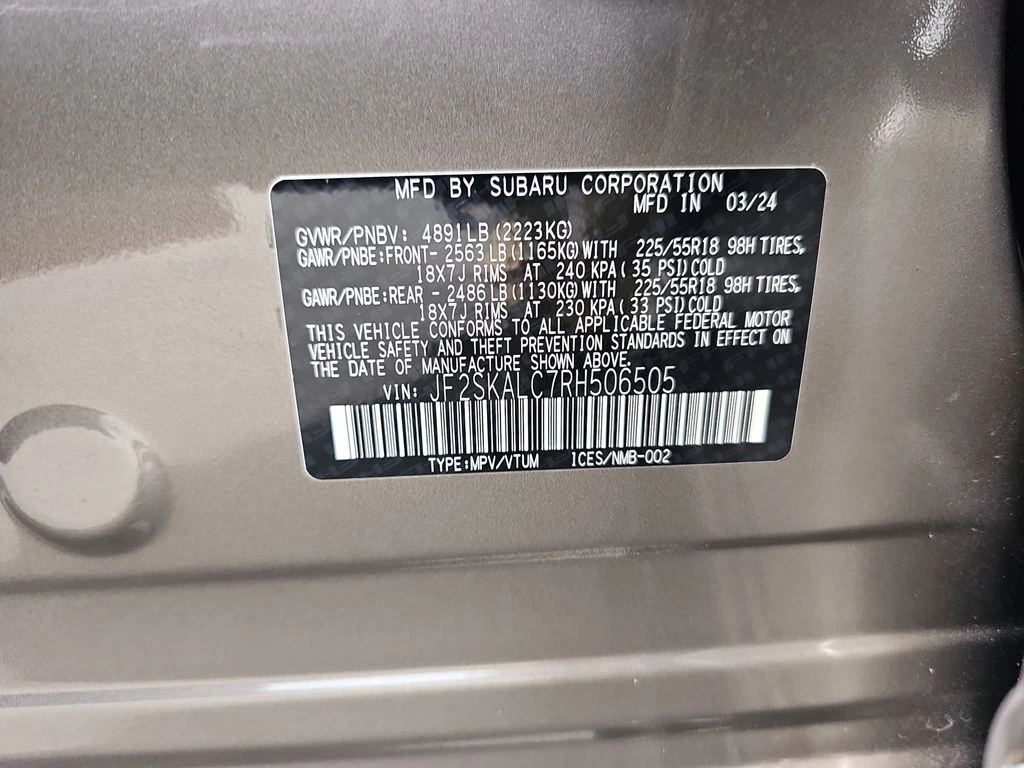 MFD BY SUBARU CORPORATION
MFD IN 03/24
GVWR/PNBV: 4891LB(2223KG)
GAWR/PNBE:FRONT- 2563LB(1165KG)WITH 225/55R18 98H TIRES,
18X7J RIMS AT 240 KPA( 35 PSI)COLD
GAWR/PNBE:REAR - 2486LB(1130KG)WITH 225/55R18 98H TIRES,
18X7J RIMS AT 230 KPA( 33 PSI)COLD
THIS VEHICLE CONFORMS TO ALL APPLICABLE FEDERAL MOTOR
VEHICLE SAFETY AND THEFT PREVENTION STANDARDS IN EFFECT ON
THE DATE OF MANUFACTURE SHOWN ABOVE.
VIN: JF2SKALC7RH506505
TYPE:MPV/VTUM ICES/NMB-002